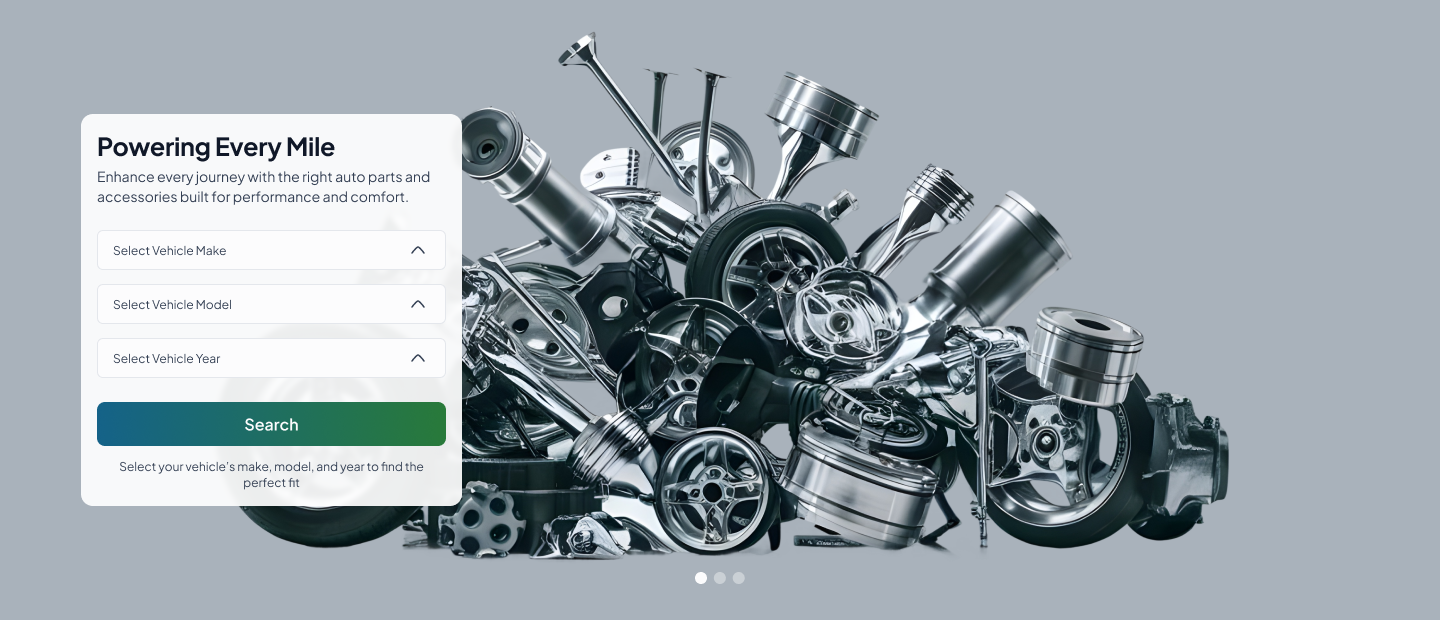 Powering Every Mile
Enhance every journey with the right auto parts and
accessories built for performance and comfort.
Select Vehicle Make
Select Vehicle Model
Select Vehicle Year
Search
Select your vehicle's make, model, and year to find the
perfect fit